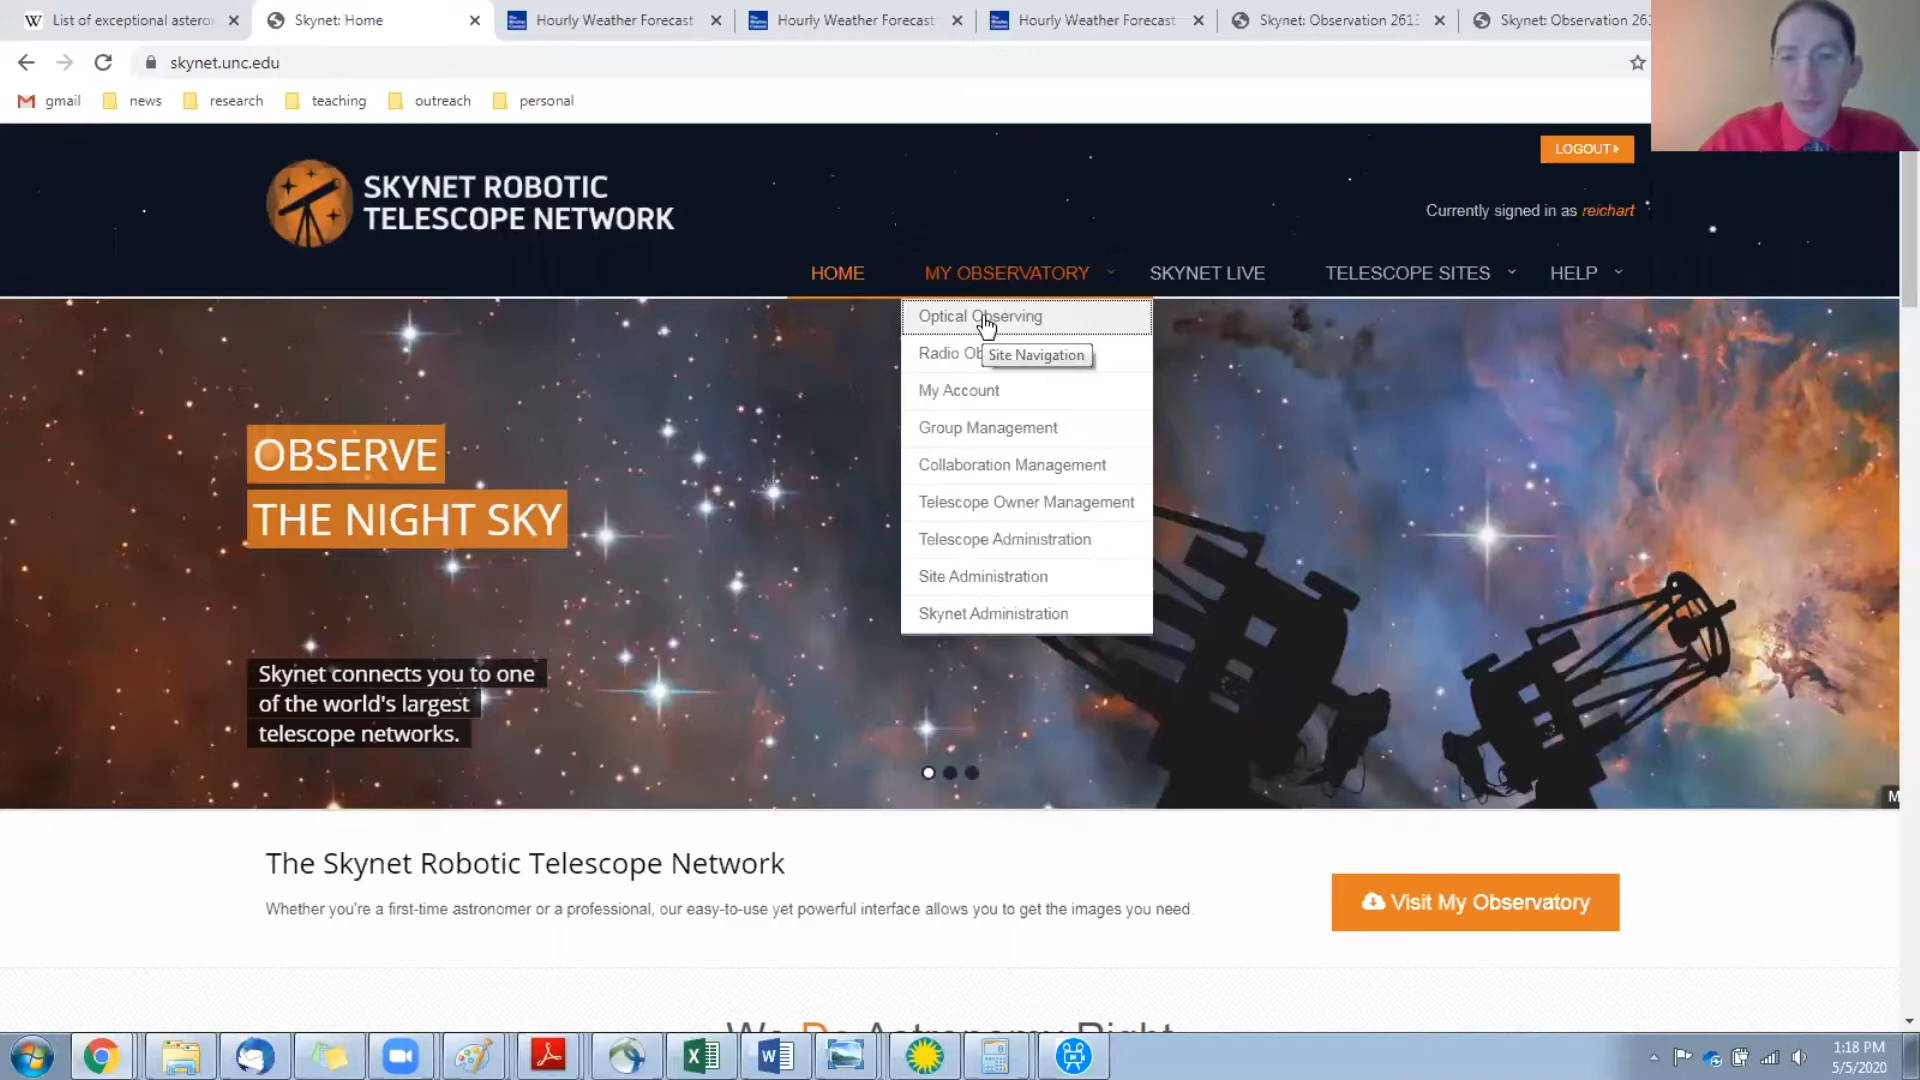 List of exceptional astero
Skynet: Home
Hourly Weather Forecast
Hourly Weather Forecast
Hourly Weather Forecast
Skynet: Observation 2613
Skynet: Observation 261
skynet.unc.edu
gmail
news
research
teaching
outreach
personal
LOGOUT
SKYNET ROBOTIC
TELESCOPE NETWORK
Currently signed in as reichart
HOME
MY OBSERVATORY
SKYNET LIVE
TELESCOPE SITES
HELP
Optical Observing
Radio Ob
Site Navigation
My Account
Group Management
Collaboration Management
Telescope Owner Management
Telescope Administration
Site Administration
Skynet Administration
OBSERVE
THE NIGHT SKY
Skynet connects you to one
of the world's largest
telescope networks.
M
The Skynet Robotic Telescope Network
Whether you're a first-time astronomer or a professional, our easy-to-use yet powerful interface allows you to get the images you need.
Visit My Observatory
We Do Astronomy Right
1:18 PM
5/5/2020